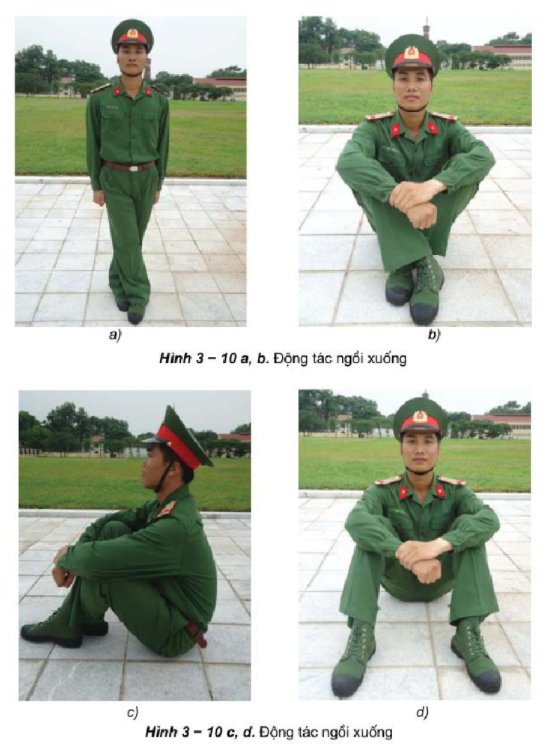 a)
b)
Hình 3 – 10 a, b. Động tác ngồi xuống
c)
d)
Hình 3 – 10 c, d. Động tác ngồi xuống